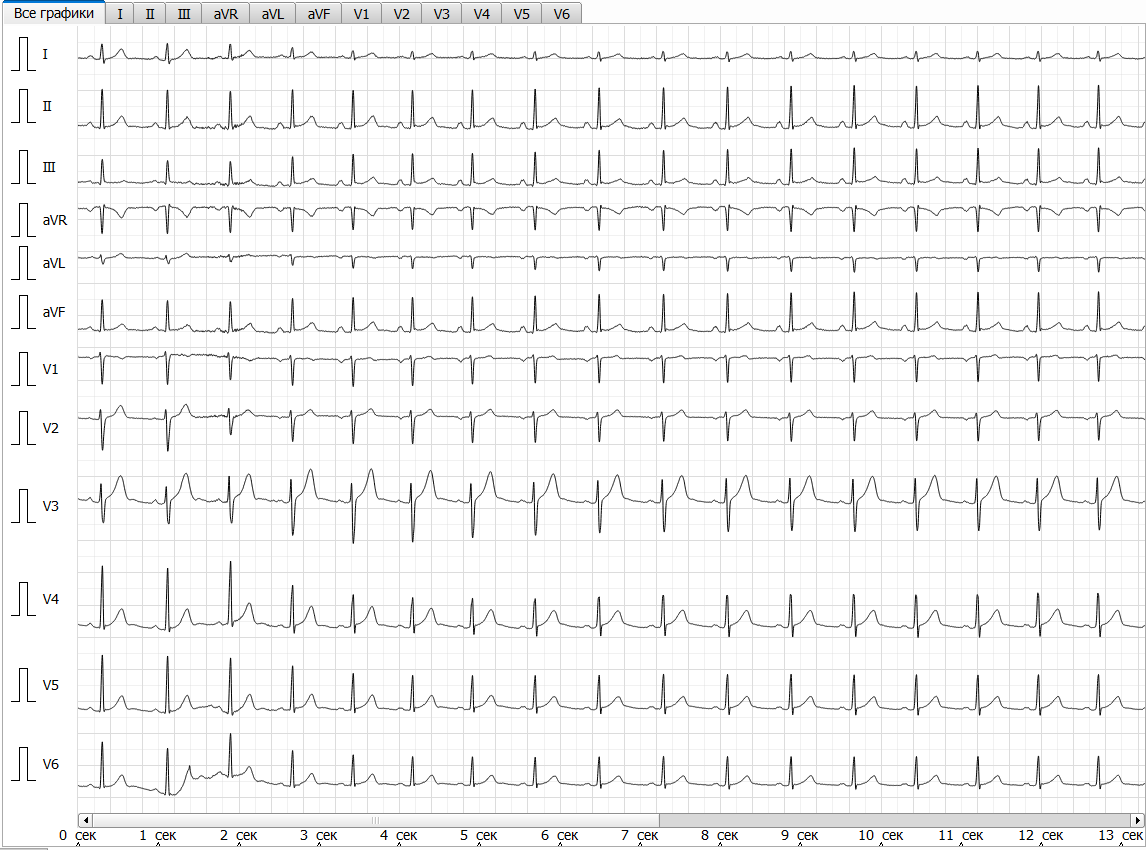 Все графики I II III aVR aVL aVF V1 V2 V3 V4 V5 V6
I
II
III
aVR
aVL
aVF
V1
V2
V3
V4
V5
V6
0 сек 1 сек 2 сек 3 сек 4 сек 5 сек 6 сек 7 сек 8 сек 9 сек 10 сек 11 сек 12 сек 13 сек